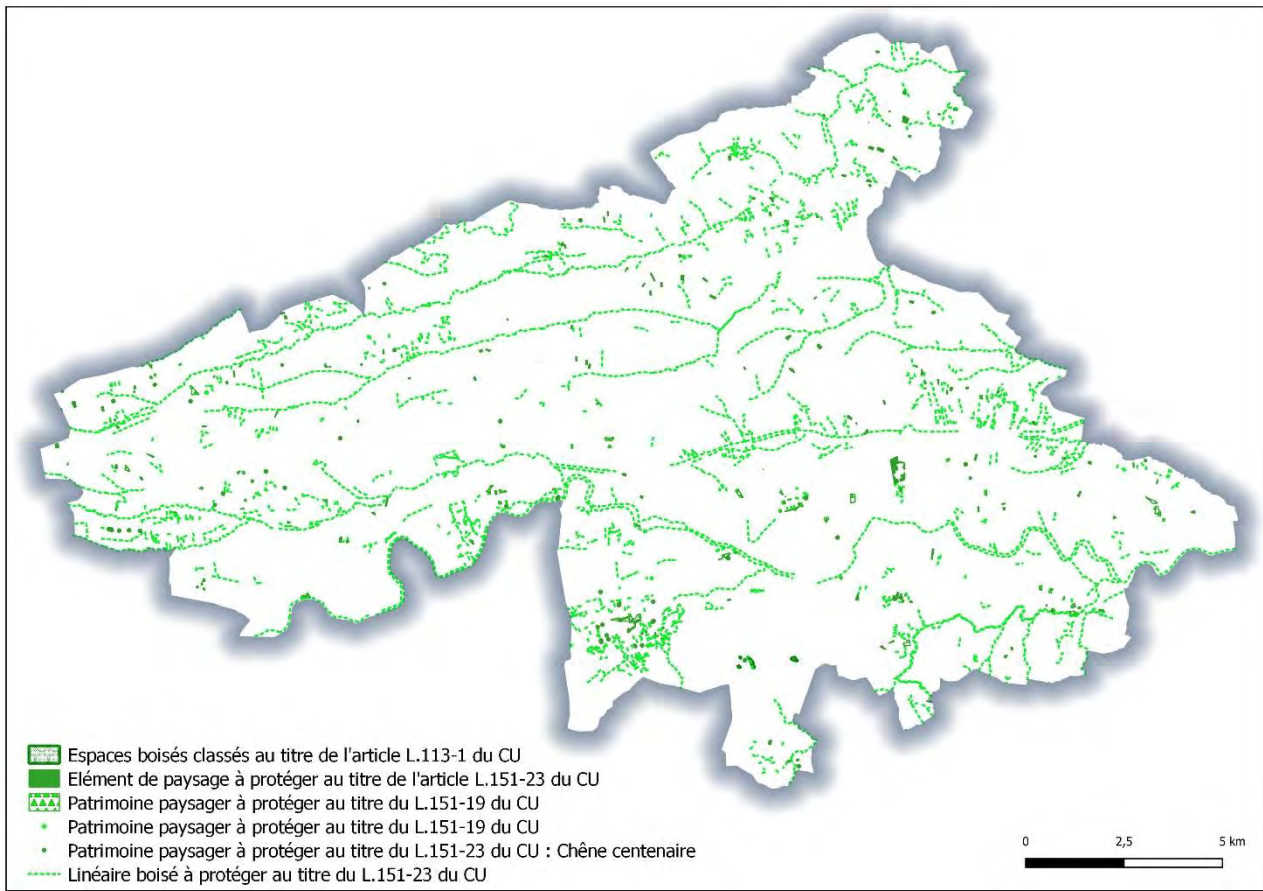 Espaces boisés classés au titre de l'article L.113-1 du CU
Elément de paysage à protéger au titre de l'article L.151-23 du CU
Patrimoine paysager à protéger au titre du L.151-19 du CU
Patrimoine paysager à protéger au titre du L.151-19 du CU
Patrimoine paysager à protéger au titre du L.151-23 du CU : Chêne centenaire
Linéaire boisé à protéger au titre du L.151-23 du CU
0 2,5 5 km